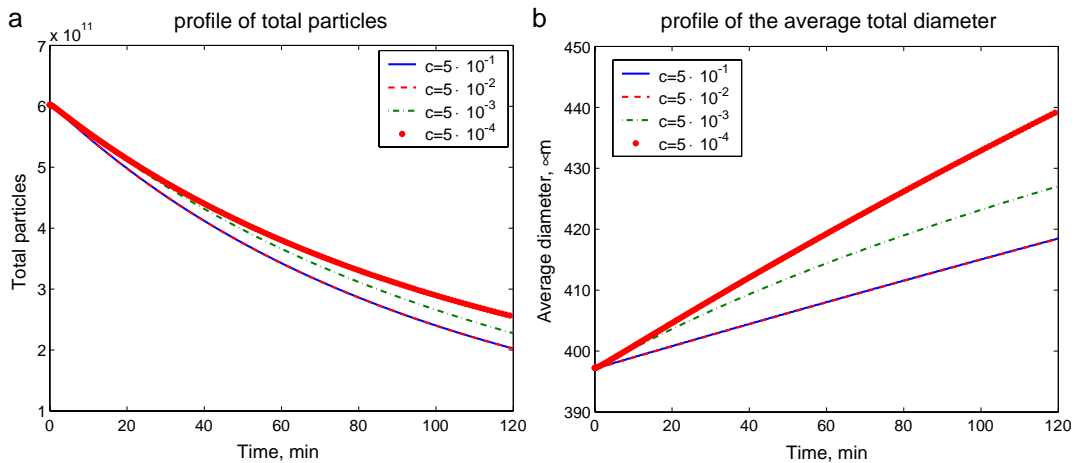 a
profile of total particles
x 10^11
7
6
5
4
3
2
1
Total particles
0 20 40 60 80 100 120
Time, min
c=5 · 10^-1
c=5 · 10^-2
c=5 · 10^-3
c=5 · 10^-4
b
profile of the average total diameter
450
440
430
420
410
400
390
Average diameter, ∝m
0 20 40 60 80 100 120
Time, min
c=5 · 10^-1
c=5 · 10^-2
c=5 · 10^-3
c=5 · 10^-4